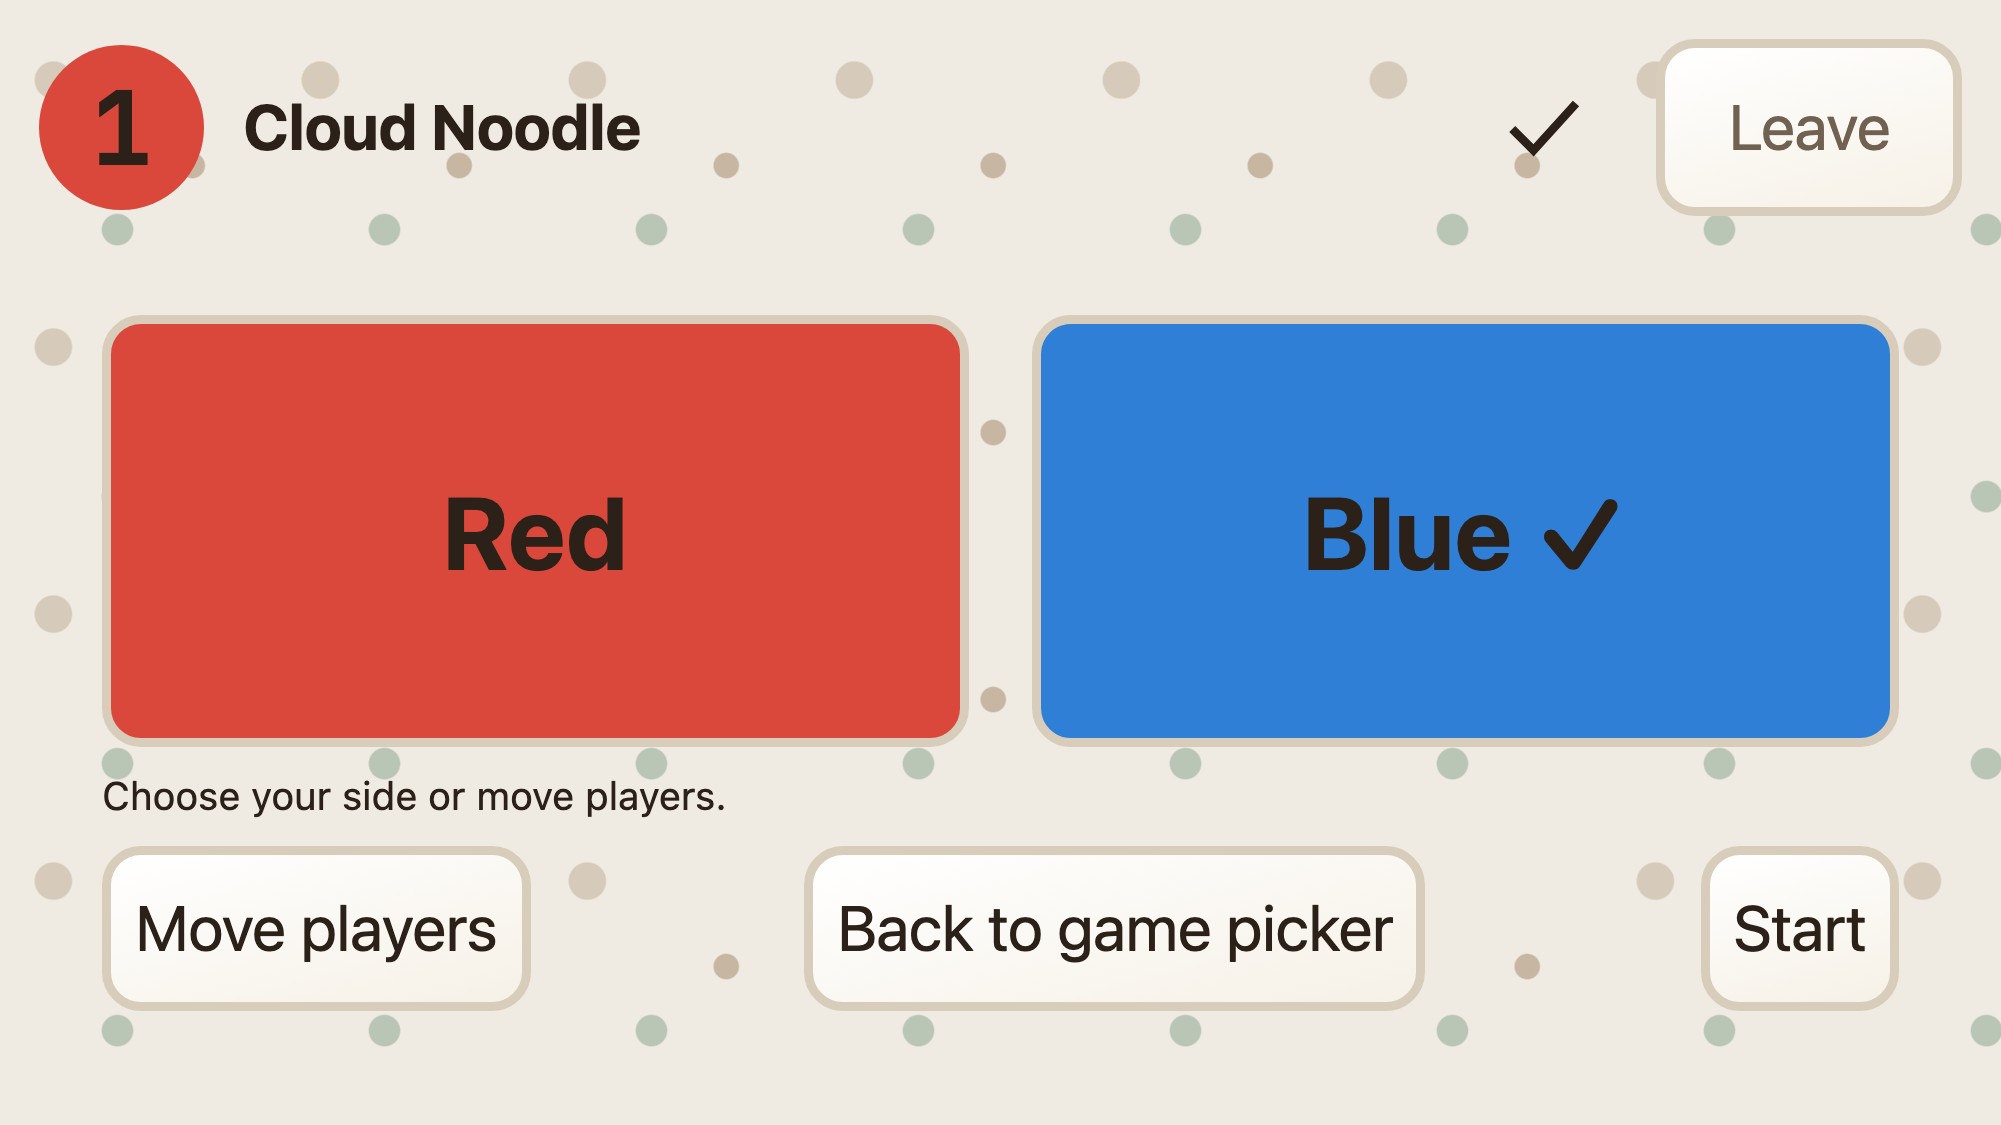 1 Cloud Noodle ✓ Leave
Red
Blue ✓
Choose your side or move players.
Move players
Back to game picker
Start